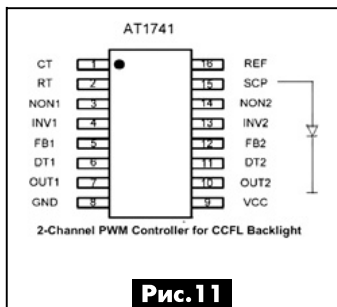 AT1741
CT 1 16 REF
RT 2 15 SCP
NON1 3 14 NON2
INV1 4 13 INV2
FB1 5 12 FB2
DT1 6 11 DT2
OUT1 7 10 OUT2
GND 8 9 VCC
2-Channel PWM Controller for CCFL Backlight
Рис.11